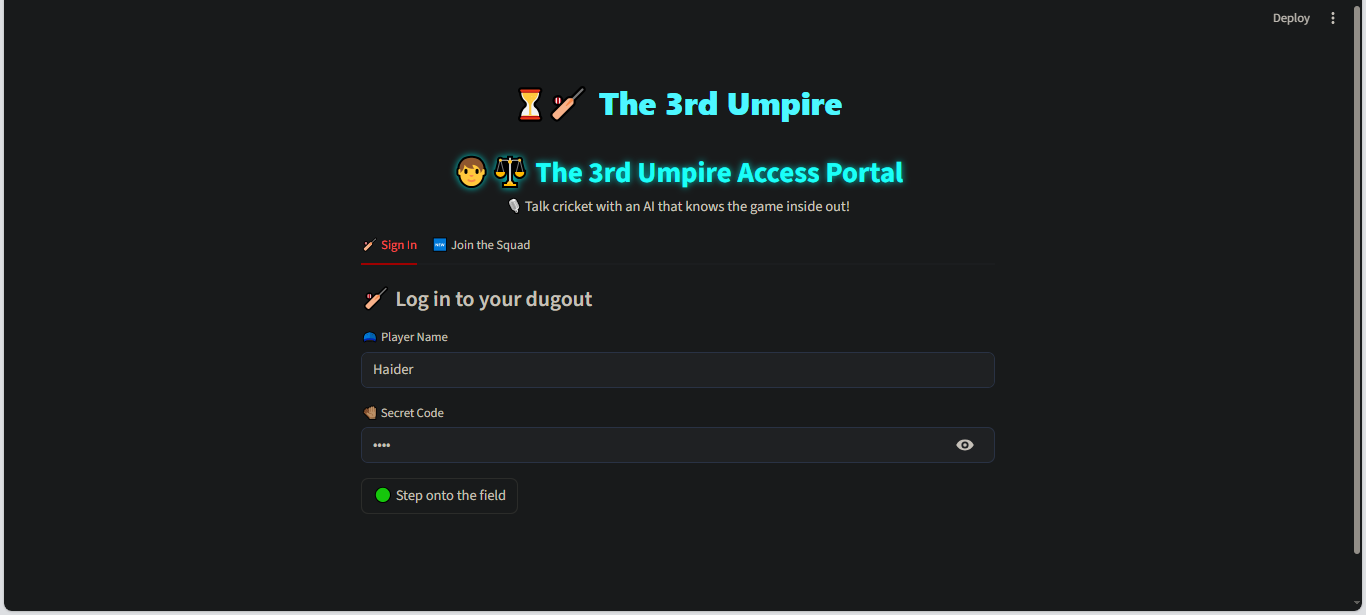 Deploy
The 3rd Umpire
The 3rd Umpire Access Portal
Talk cricket with an AI that knows the game inside out!
Sign In
NEW Join the Squad
Log in to your dugout
Player Name
Haider
Secret Code
••••
Step onto the field